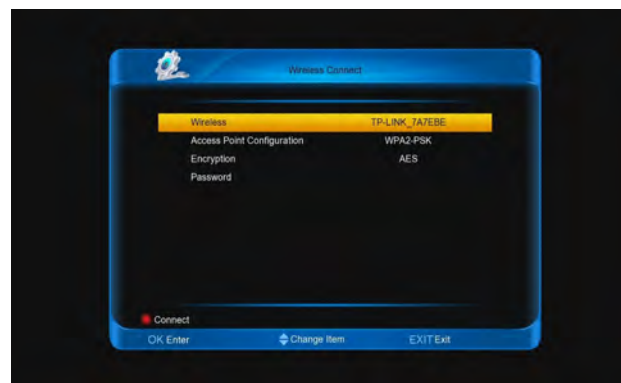 Wireless Connect
Wireless TP-LINK_7A7EBE
Access Point Configuration WPA2-PSK
Encryption AES
Password
Connect
OK Enter Change Item EXIT Exit